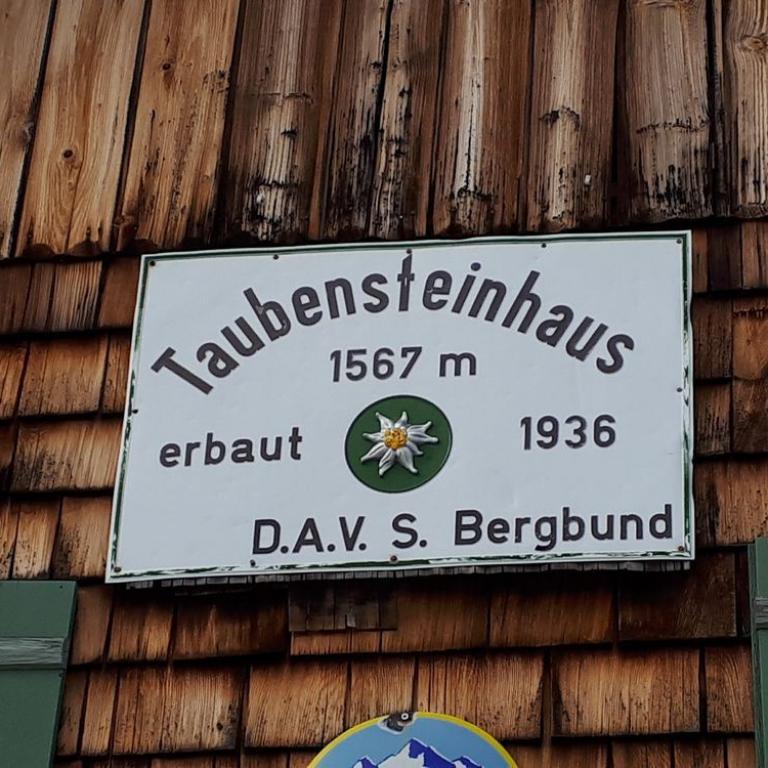 Taubensteinhaus
1567 m
erbaut 1936
D.A.V. S. Bergbund